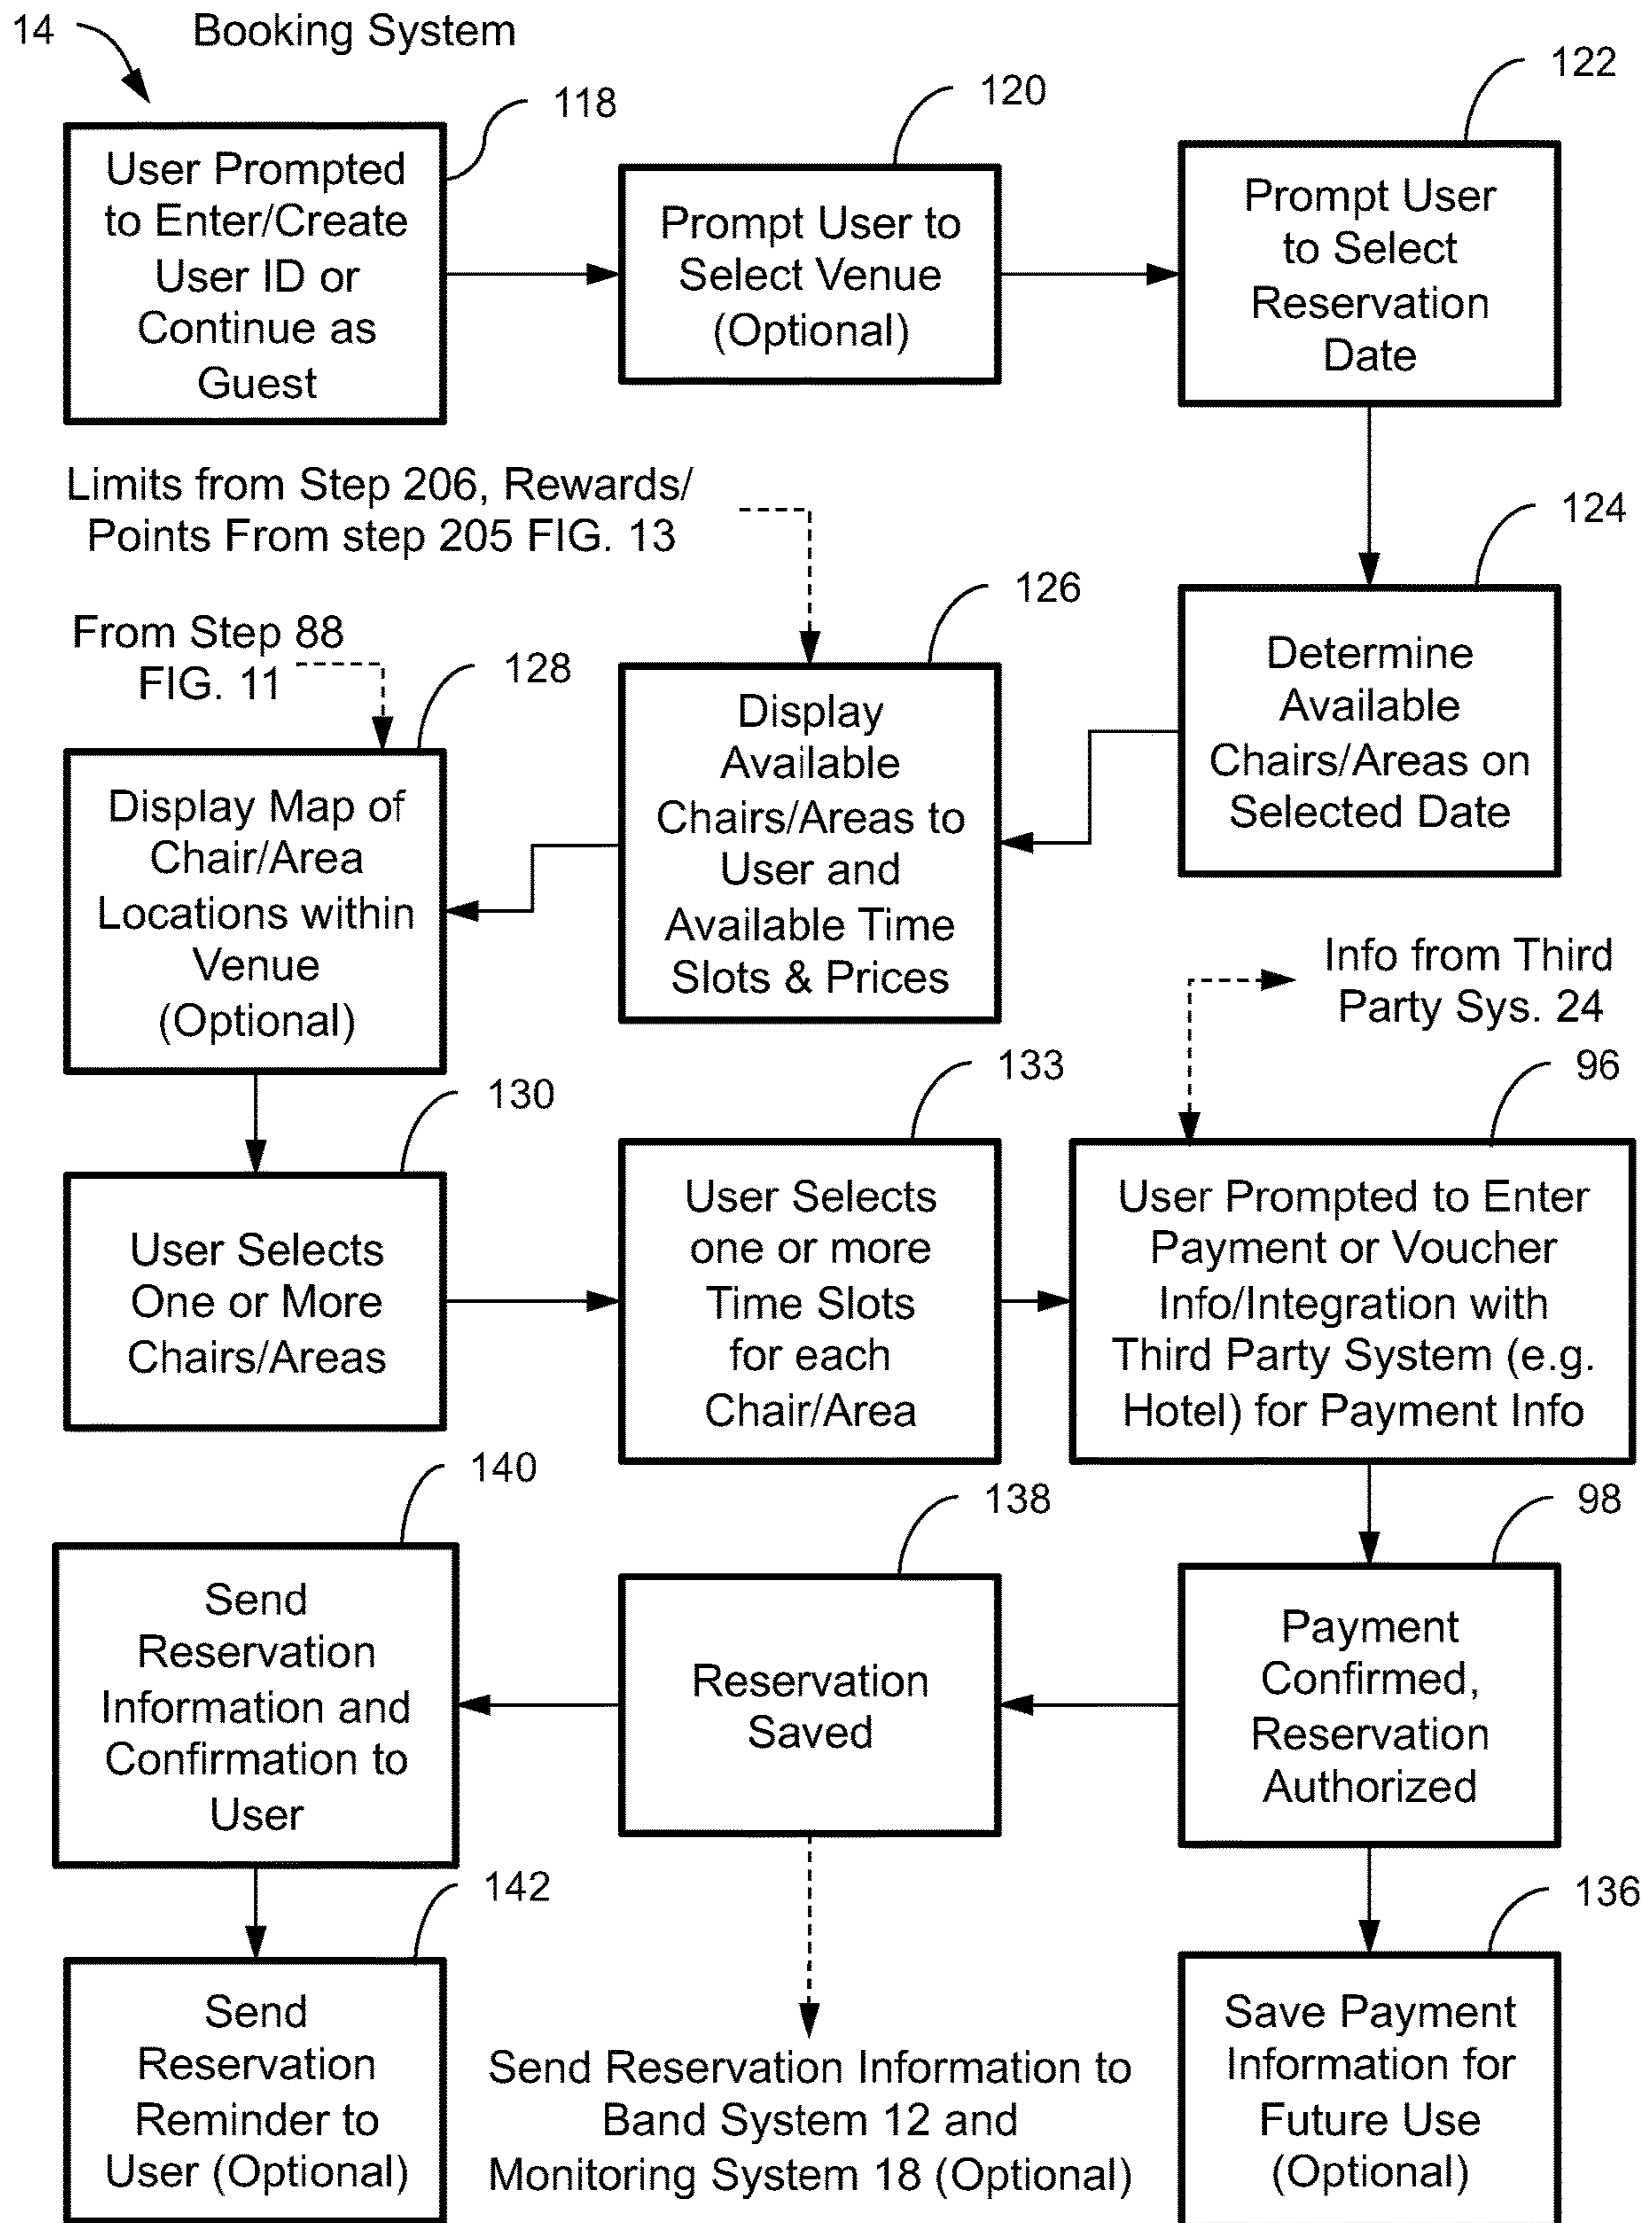 14
Booking System
118
User Prompted
to Enter/Create
User ID or
Continue as
Guest
120
Prompt User to
Select Venue
(Optional)
122
Prompt User
to Select
Reservation
Date
Limits from Step 206, Rewards/
Points From step 205 FIG. 13
124
Determine
Available
Chairs/Areas on
Selected Date
126
Display
Available
Chairs/Areas to
User and
Available Time
Slots & Prices
From Step 88
FIG. 11
128
Display Map of
Chair/Area
Locations within
Venue
(Optional)
130
User Selects
One or More
Chairs/Areas
133
User Selects
one or more
Time Slots
for each
Chair/Area
Info from Third
Party Sys. 24
96
User Prompted to Enter
Payment or Voucher
Info/Integration with
Third Party System (e.g.
Hotel) for Payment Info
98
Payment
Confirmed,
Reservation
Authorized
138
Reservation
Saved
140
Send
Reservation
Information and
Confirmation to
User
142
Send
Reservation
Reminder to
User (Optional)
Send Reservation Information to
Band System 12 and
Monitoring System 18 (Optional)
136
Save Payment
Information for
Future Use
(Optional)